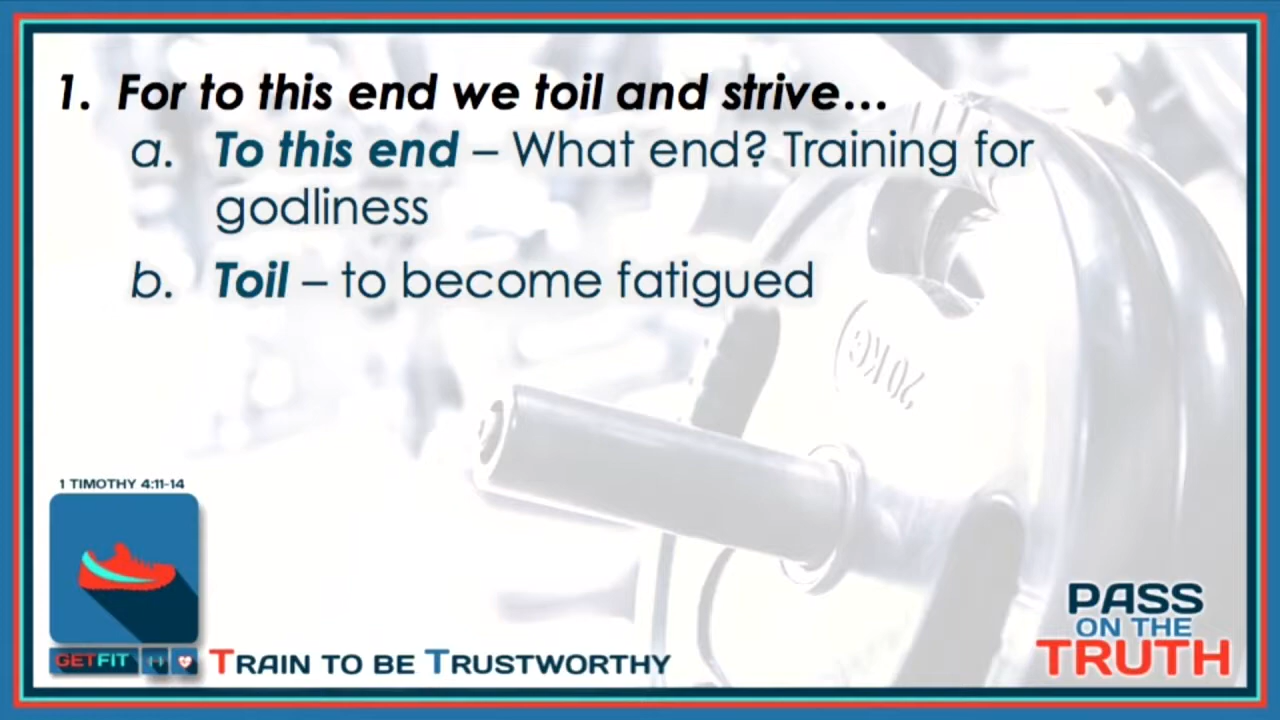 1. For to this end we toil and strive...
a. To this end – What end? Training for
godliness
b. Toil – to become fatigued
20KG
1 TIMOTHY 4:11-14
GETFIT
TRAIN TO BE TRUSTWORTHY
PASS
ON THE
TRUTH